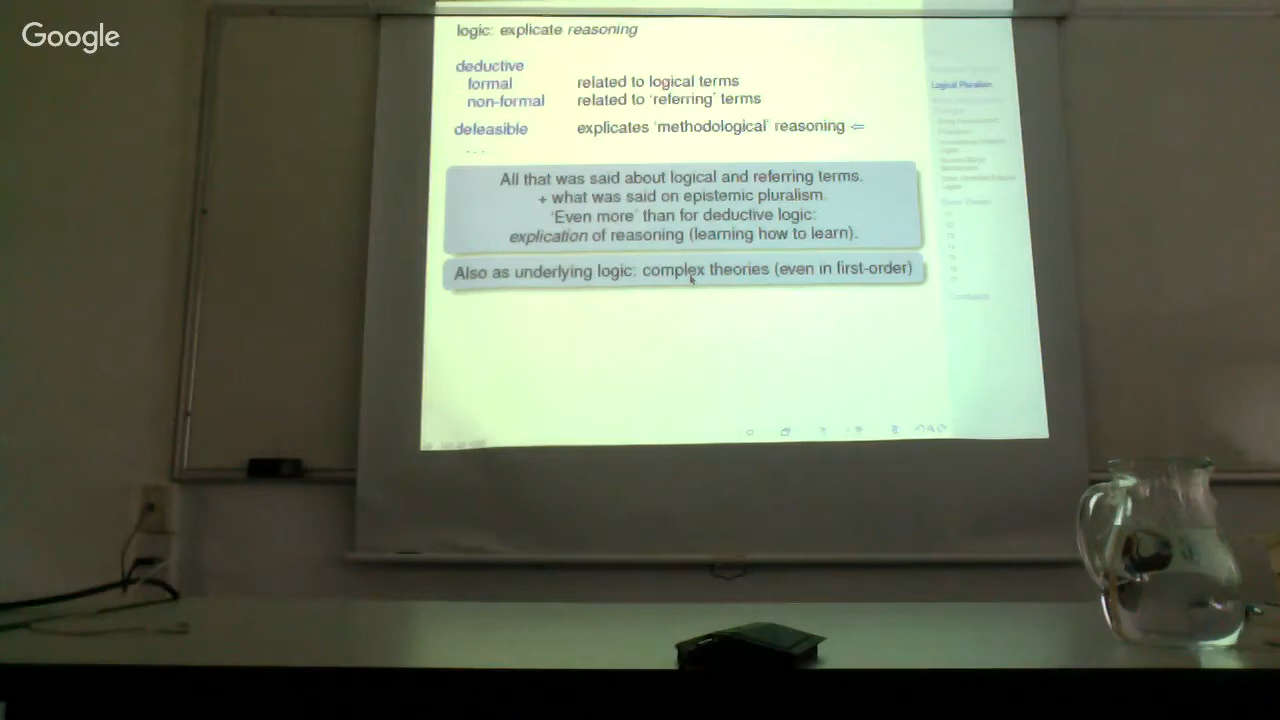 Google
logic: explicate reasoning
deductive
formal related to logical terms
non-formal related to 'referring' terms
defeasible explicates 'methodological' reasoning ⇐
...
All that was said about logical and referring terms.
+ what was said on epistemic pluralism.
'Even more' than for deductive logic:
explication of reasoning (learning how to learn).
Also as underlying logic: complex theories (even in first-order)
Logical Pluralism